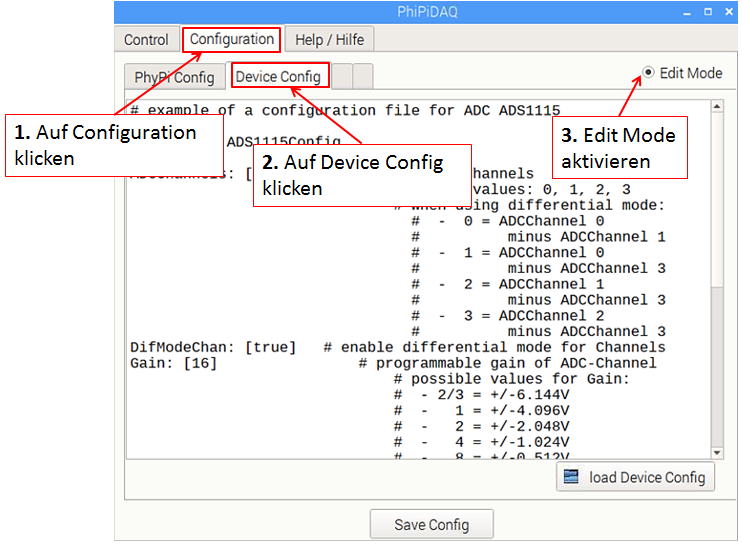 PhiPiDAQ
Control Configuration Help / Hilfe
PhyPi Config Device Config Edit Mode
# example of a configuration file for ADC ADS1115
1. Auf Configuration
klicken
ADS1115Config
2. Auf Device Config
klicken
3. Edit Mode
aktivieren
ADCChannels: [ hannels
values: 0, 1, 2, 3
# when using differential mode:
# - 0 = ADCChannel 0
# minus ADCChannel 1
# - 1 = ADCChannel 0
# minus ADCChannel 3
# - 2 = ADCChannel 1
# minus ADCChannel 3
# - 3 = ADCChannel 2
# minus ADCChannel 3
DifModeChan: [true] # enable differential mode for Channels
Gain: [16] # programmable gain of ADC-Channel
# possible values for Gain:
# - 2/3 = +/-6.144V
# - 1 = +/-4.096V
# - 2 = +/-2.048V
# - 4 = +/-1.024V
# - 8 = +/-0.512V
load Device Config
Save Config